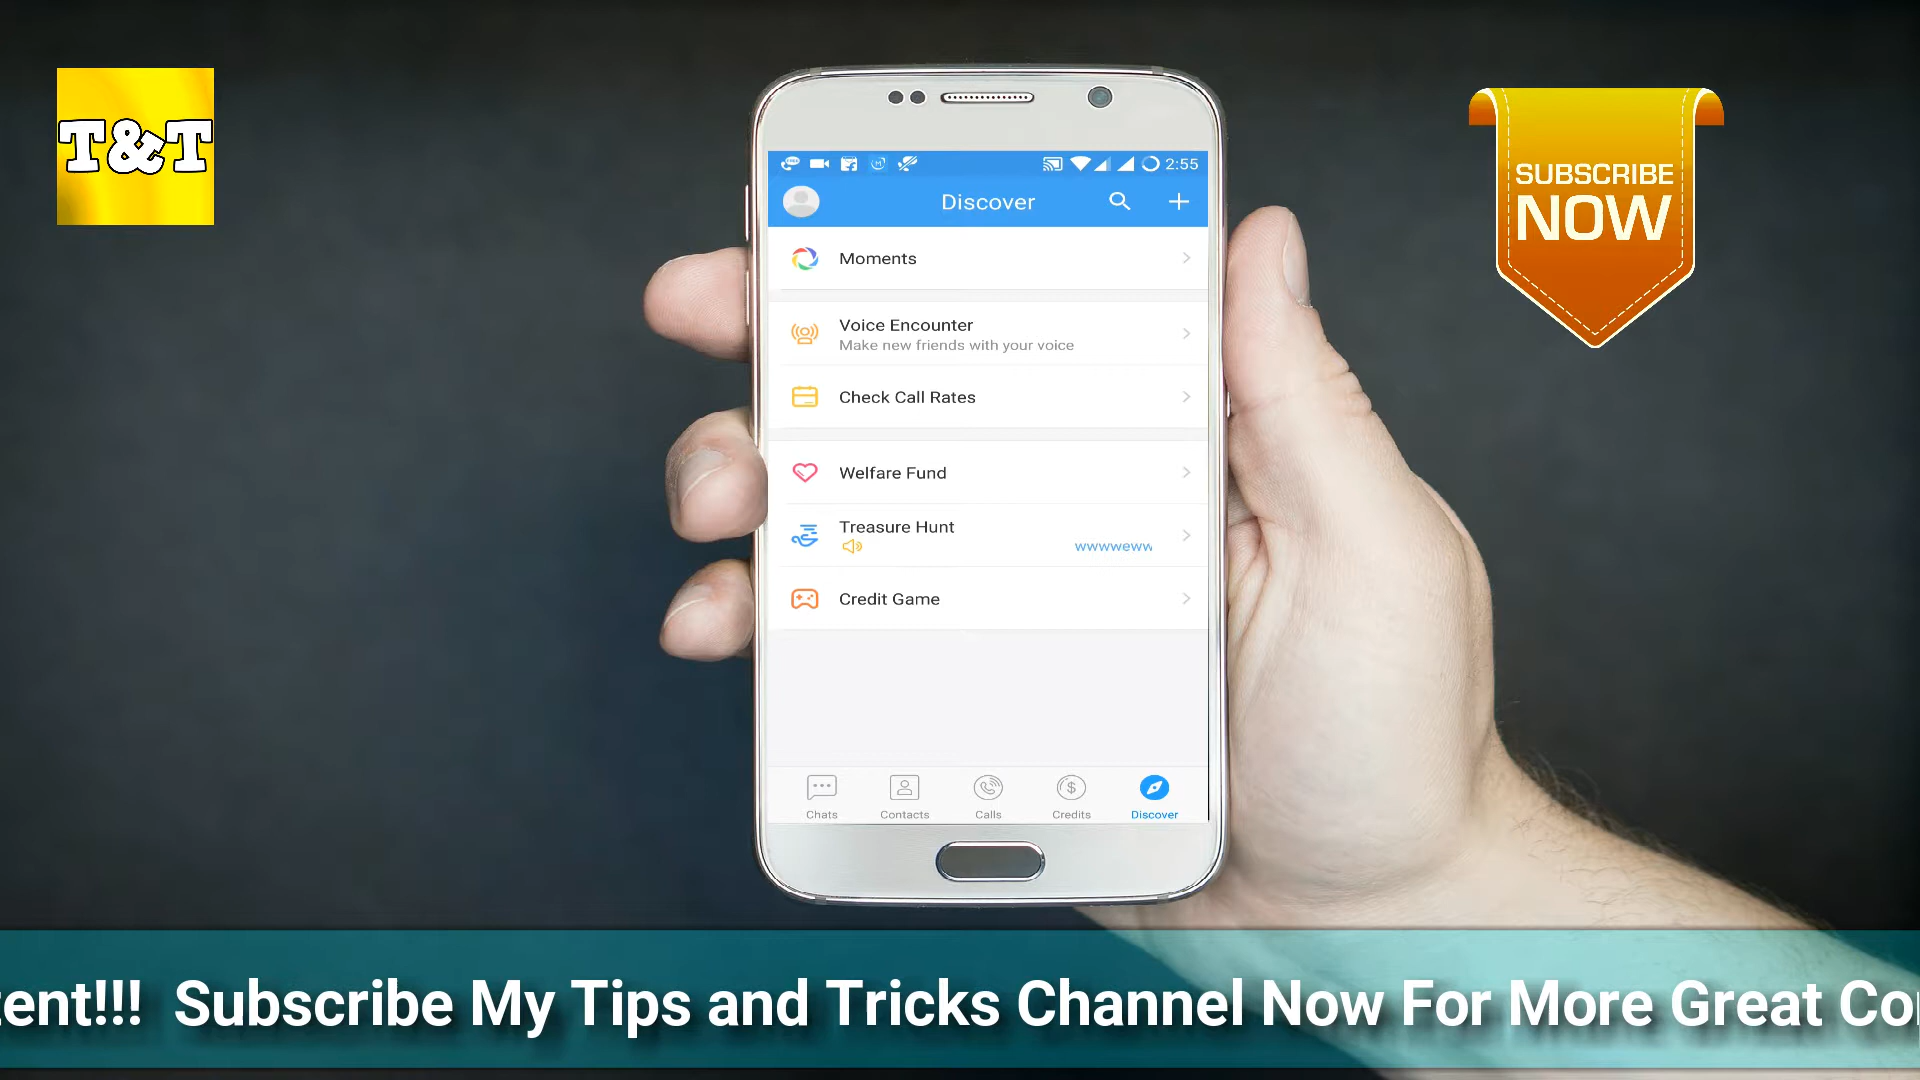 T&T
SUBSCRIBE
NOW
2:55
Discover
Moments
Voice Encounter
Make new friends with your voice
Check Call Rates
Welfare Fund
Treasure Hunt
wwwweww
Credit Game
Chats
Contacts
Calls
Credits
Discover
tent!!! Subscribe My Tips and Tricks Channel Now For More Great Co